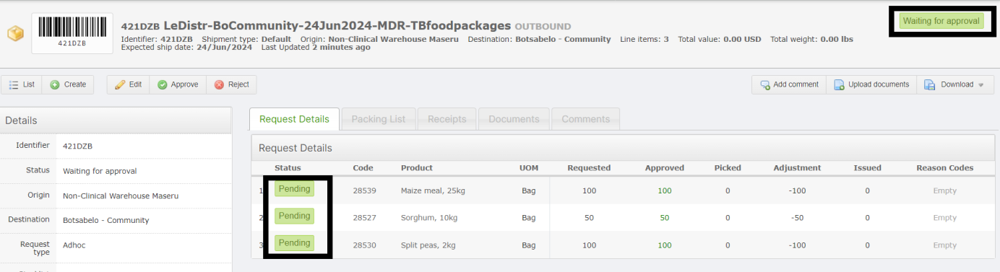 421DZB LeDistr-BoCommunity-24Jun2024-MDR-TBfoodpackages OUTBOUND
Waiting for approval
421DZB
Identifier: 421DZB Shipment type: Default Origin: Non-Clinical Warehouse Maseru Destination: Botsabelo - Community Line items: 3 Total value: 0.00 USD Total weight: 0.00 lbs
Expected ship date: 24/Jun/2024 Last Updated 2 minutes ago
List Create Edit Approve Reject Add comment Upload documents Download
Details
Identifier 421DZB
Status Waiting for approval
Origin Non-Clinical Warehouse Maseru
Destination Botsabelo - Community
Request type Adhoc
Request Details Packing List Receipts Documents Comments
Request Details
Status Code Product UOM Requested Approved Picked Adjustment Issued Reason Codes
1 Pending 28539 Maize meal, 25kg Bag 100 100 0 -100 0 Empty
2 Pending 28527 Sorghum, 10kg Bag 50 50 0 -50 0 Empty
3 Pending 28530 Split peas, 2kg Bag 100 100 0 -100 0 Empty